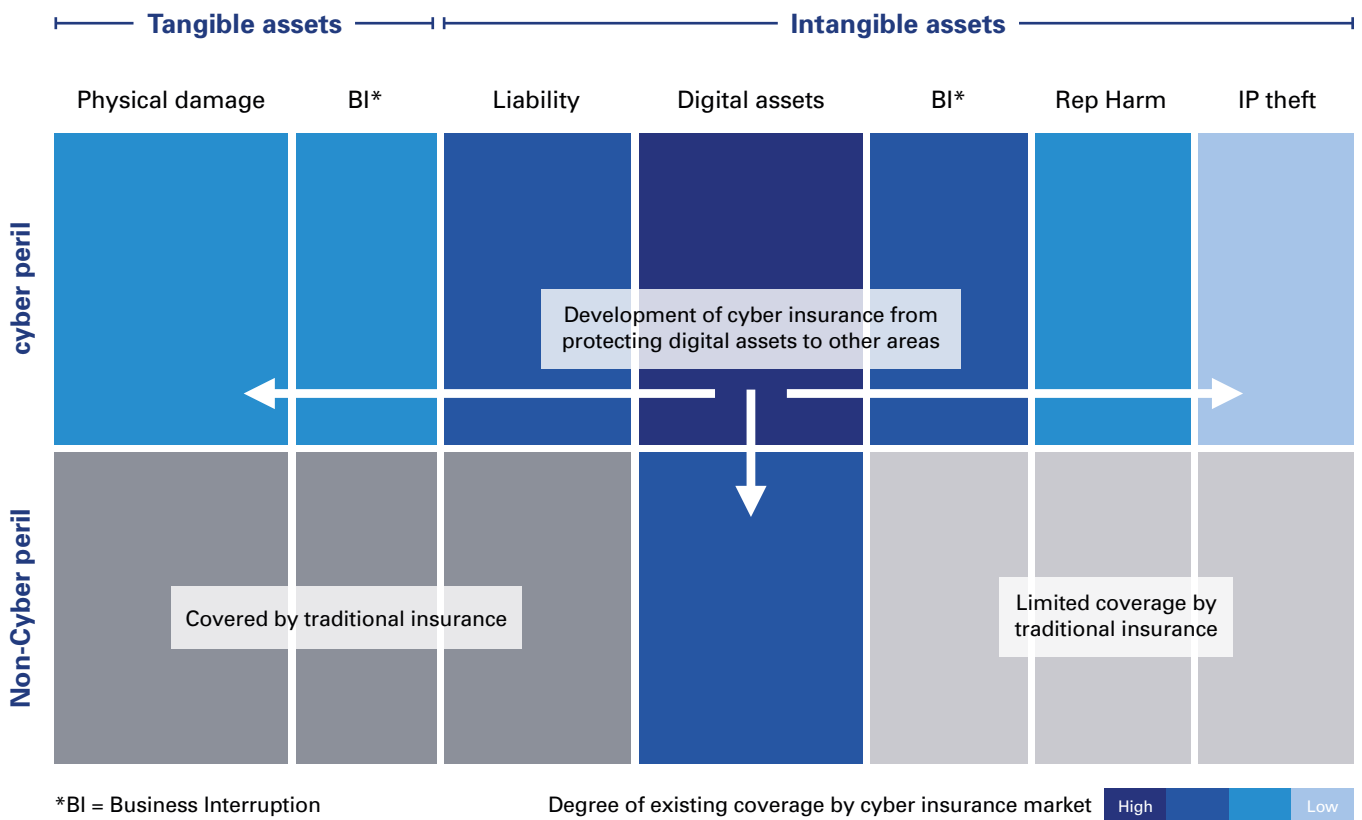 Tangible assets
Intangible assets
Physical damage
BI*
Liability
Digital assets
BI*
Rep Harm
IP theft
cyber peril
Development of cyber insurance from
protecting digital assets to other areas
Non-Cyber peril
Covered by traditional insurance
Limited coverage by
traditional insurance
*BI = Business Interruption
Degree of existing coverage by cyber insurance market
High
Low